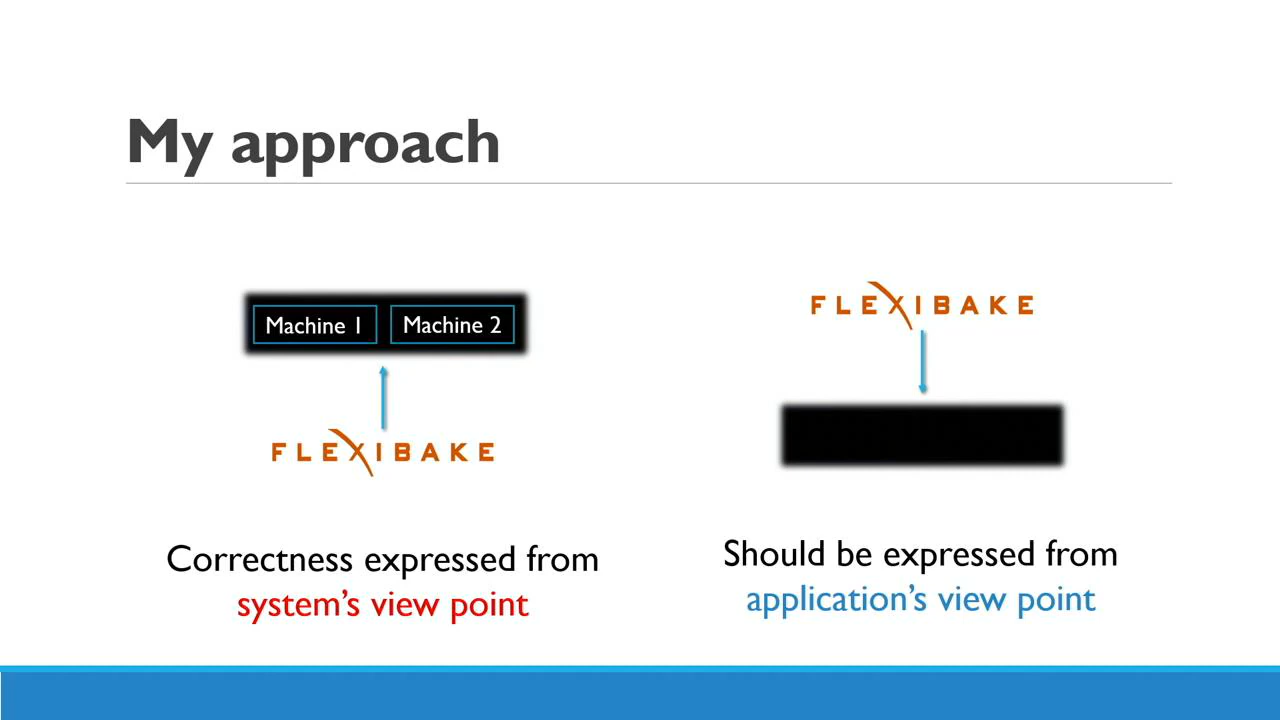 My approach
Machine 1
Machine 2
FLEXIBAKE
Correctness expressed from
system's view point
FLEXIBAKE
Should be expressed from
application's view point